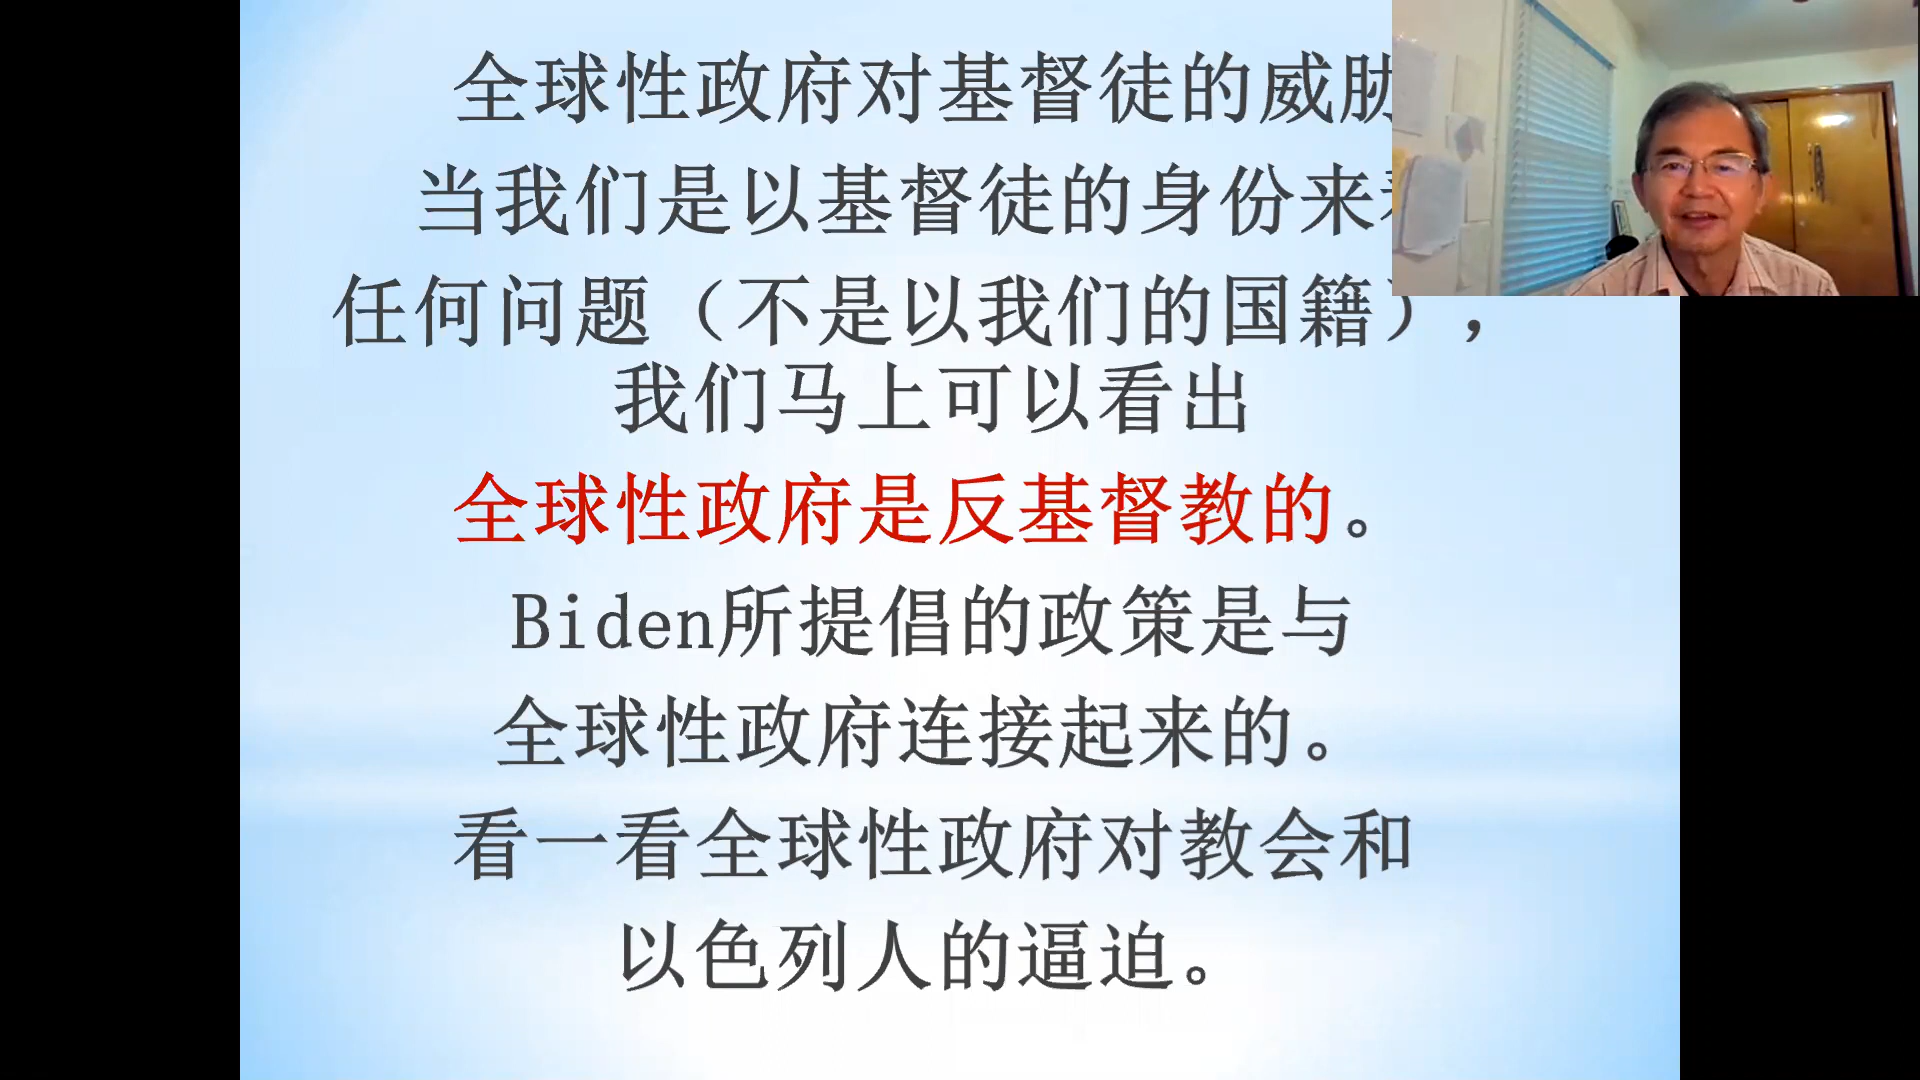 全球性政府对基督徒的威胁
当我们是以基督徒的身份来
任何问题（不是以我们的国籍），
我们马上可以看出
全球性政府是反基督教的。
Biden所提倡的政策是与
全球性政府连接起来的。
看一看全球性政府对教会和
以色列人的逼迫。